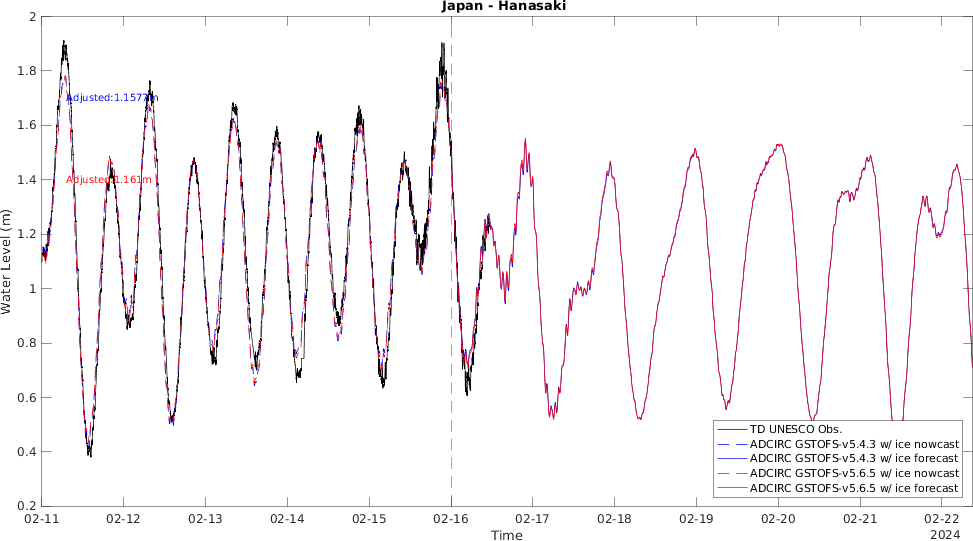 Japan - Hanasaki
2
1.8
1.6
1.4
1.2
1
0.8
0.6
0.4
0.2
Water Level (m)
Adjusted:1.1577m
Adjusted:1.161m
TD UNESCO Obs.
ADCIRC GSTOFS-v5.4.3 w/ ice nowcast
ADCIRC GSTOFS-v5.4.3 w/ ice forecast
ADCIRC GSTOFS-v5.6.5 w/ ice nowcast
ADCIRC GSTOFS-v5.6.5 w/ ice forecast
02-11 02-12 02-13 02-14 02-15 02-16 02-17 02-18 02-19 02-20 02-21 02-22
Time
2024